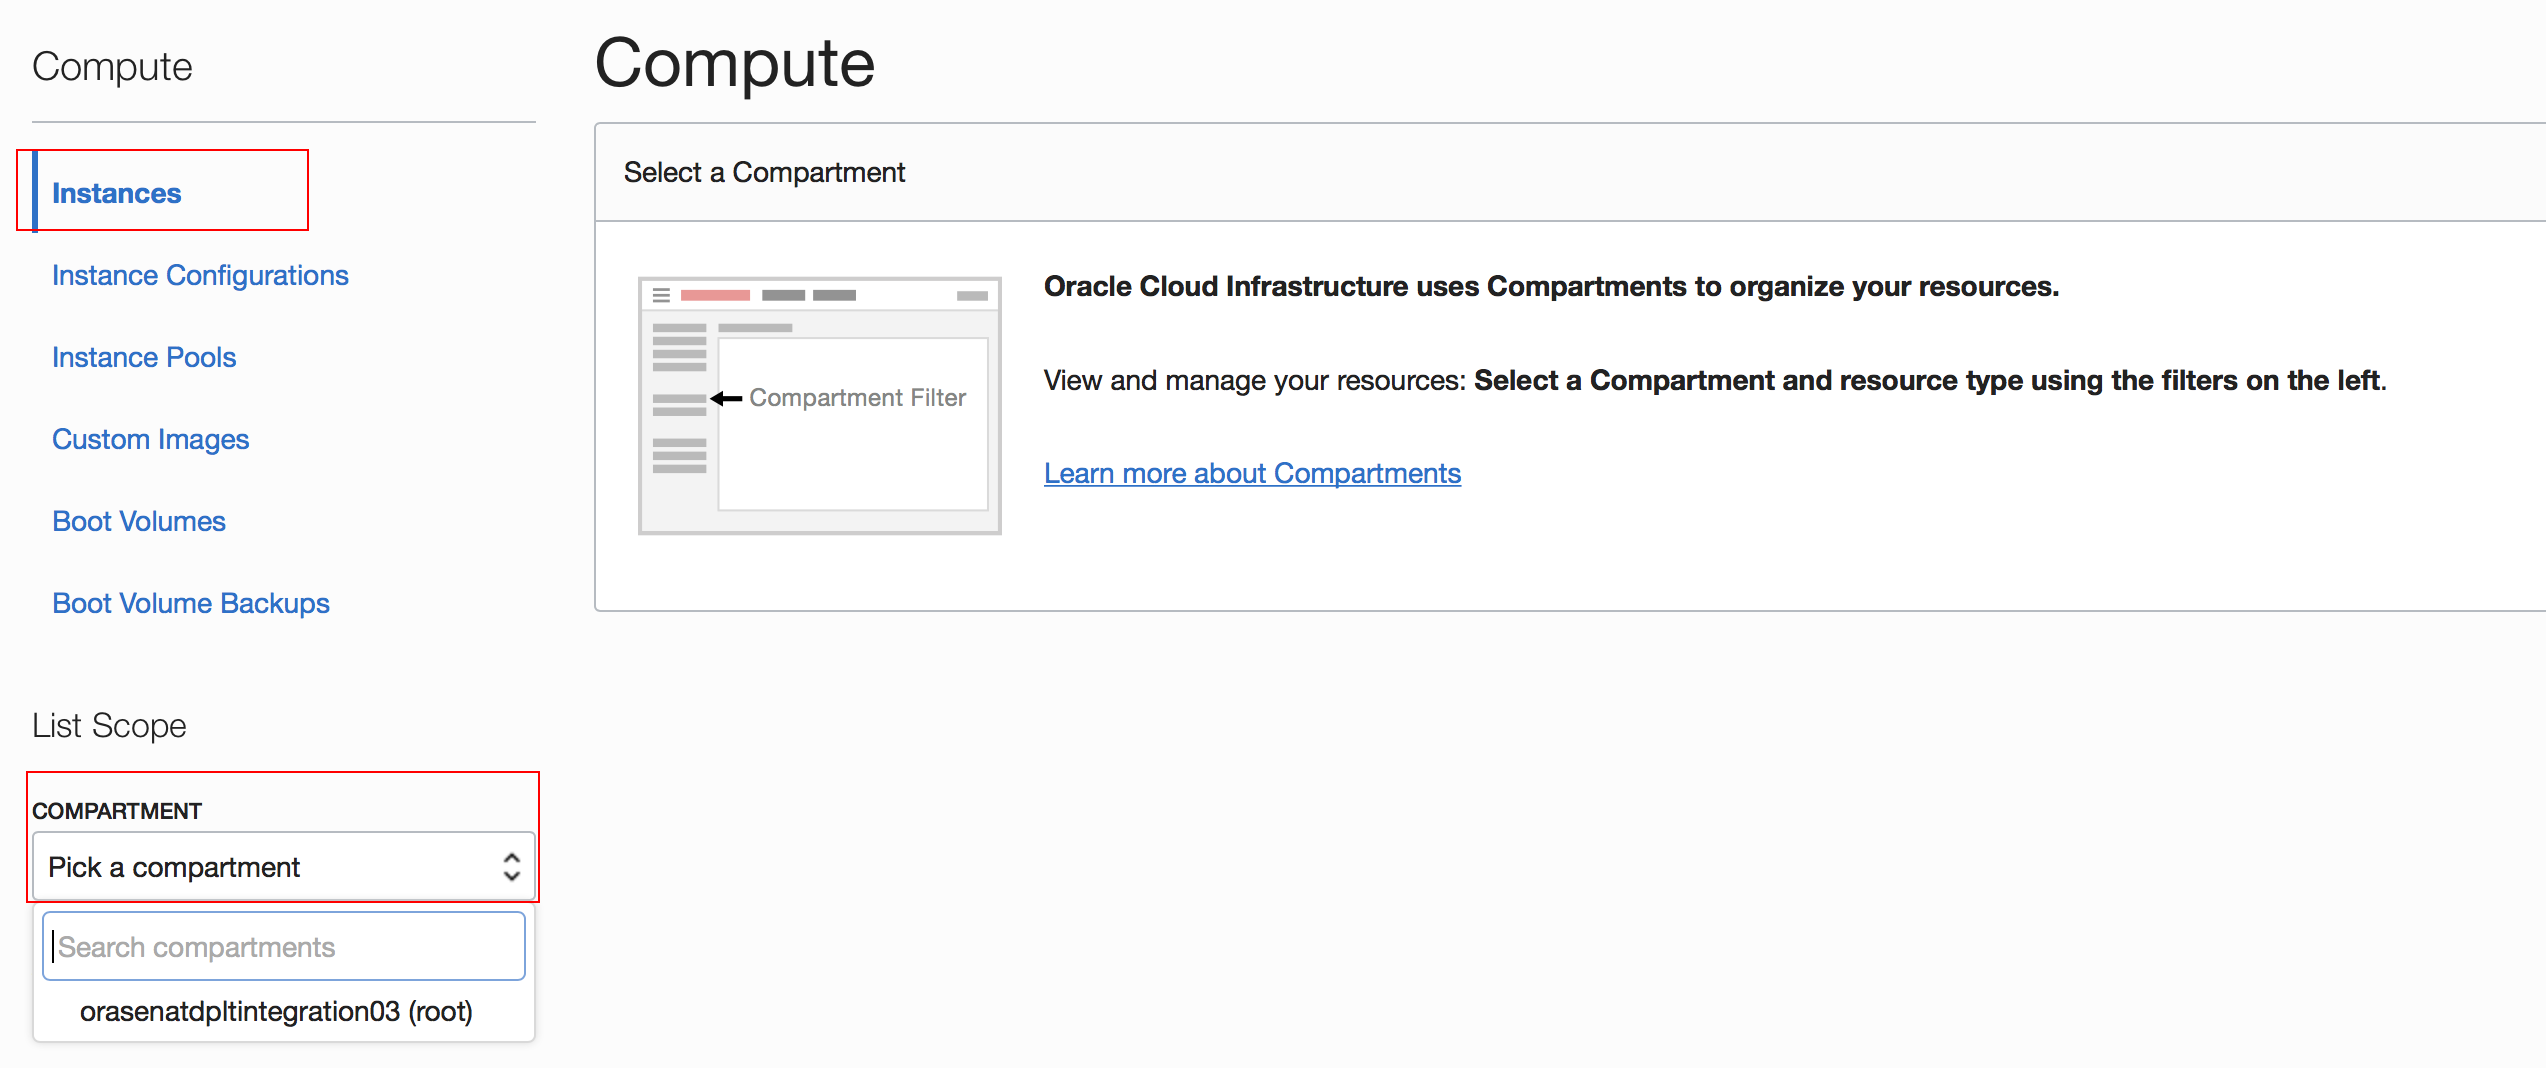 Compute
Instances
Instance Configurations
Instance Pools
Custom Images
Boot Volumes
Boot Volume Backups
List Scope
COMPARTMENT
Pick a compartment
Search compartments
orasenatdpltintegration03 (root)
Compute
Select a Compartment
Compartment Filter
Oracle Cloud Infrastructure uses Compartments to organize your resources.
View and manage your resources: Select a Compartment and resource type using the filters on the left.
Learn more about Compartments